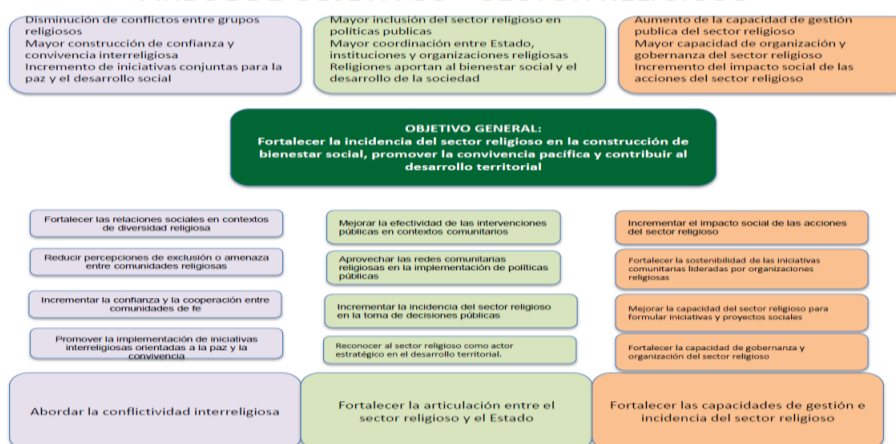 Disminución de conflictos entre grupos
religiosos
Mayor construcción de confianza y
convivencia interreligiosa
Incremento de iniciativas conjuntas para la
paz y el desarrollo social
Mayor inclusión del sector religioso en
políticas publicas
Mayor coordinación entre Estado,
instituciones y organizaciones religiosas
Religiones aportan al bienestar social y el
desarrollo de la sociedad
Aumento de la capacidad de gestión
publica del sector religioso
Mayor capacidad de organización y
gobernanza del sector religioso
Incremento del impacto social de las
acciones del sector religioso
OBJETIVO GENERAL:
Fortalecer la incidencia del sector religioso en la construcción de
bienestar social, promover la convivencia pacífica y contribuir al
desarrollo territorial
Fortalecer las relaciones sociales en contextos
de diversidad religiosa
Reducir percepciones de exclusión o amenaza
entre comunidades religiosas
Incrementar la confianza y la cooperación entre
comunidades de fe
Promover la implementación de iniciativas
interreligiosas orientadas a la paz y la
convivencia
Abordar la conflictividad interreligiosa
Mejorar la efectividad de las intervenciones
públicas en contextos comunitarios
Aprovechar las redes comunitarias
religiosas en la implementación de políticas
públicas
Incrementar la incidencia del sector religioso
en la toma de decisiones públicas
Reconocer al sector religioso como actor
estratégico en el desarrollo territorial.
Fortalecer la articulación entre el
sector religioso y el Estado
Incrementar el impacto social de las acciones
del sector religioso
Fortalecer la sostenibilidad de las iniciativas
comunitarias lideradas por organizaciones
religiosas
Mejorar la capacidad del sector religioso para
formular iniciativas y proyectos sociales
Fortalecer la capacidad de gobernanza y
organización del sector religioso
Fortalecer las capacidades de gestión e
incidencia del sector religioso